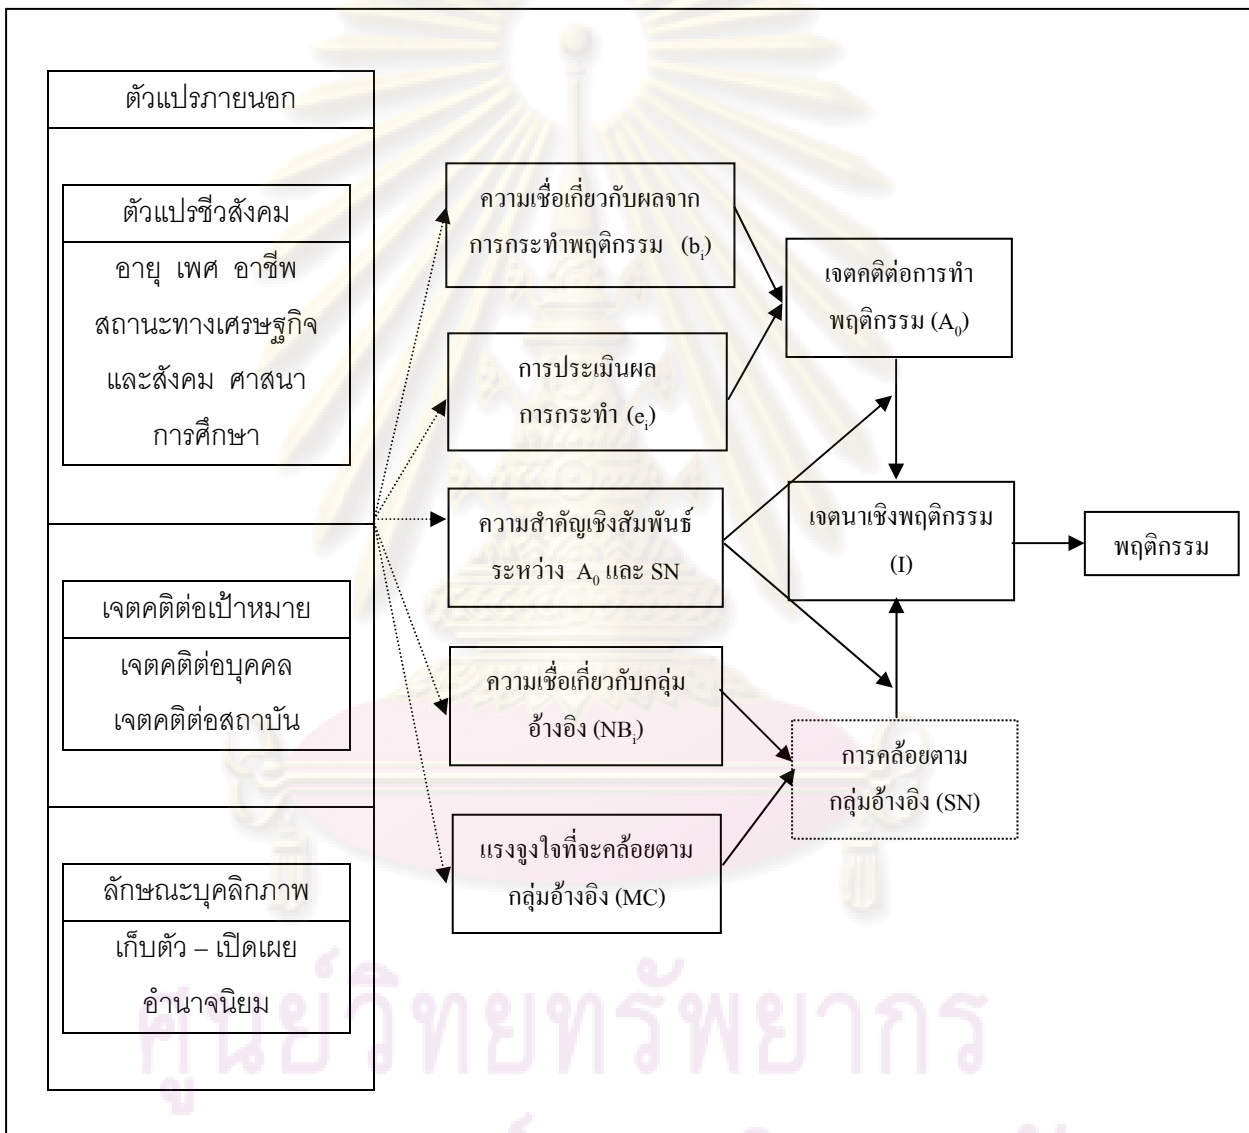 ตัวแปรภายนอก
ตัวแปรชีวสังคม
อายุ เพศ อาชีพ
สถานะทางเศรษฐกิจ
และสังคม ศาสนา
การศึกษา
เจตคติต่อเป้าหมาย
เจตคติต่อบุคคล
เจตคติต่อสถาบัน
ลักษณะบุคลิกภาพ
เก็บตัว – เปิดเผย
อำนาจนิยม
ความเชื่อเกี่ยวกับผลจาก
การกระทำพฤติกรรม (bᵢ)
การประเมินผล
การกระทำ (eᵢ)
ความสำคัญเชิงสัมพันธ์
ระหว่าง A₀ และ SN
ความเชื่อเกี่ยวกับกลุ่ม
อ้างอิง (NBᵢ)
แรงจูงใจที่จะคล้อยตาม
กลุ่มอ้างอิง (MC)
เจตคติต่อการทำ
พฤติกรรม (A₀)
เจตนาเชิงพฤติกรรม
(I)
การคล้อยตาม
กลุ่มอ้างอิง (SN)
พฤติกรรม
ศูนย์วิทยทรัพยากร